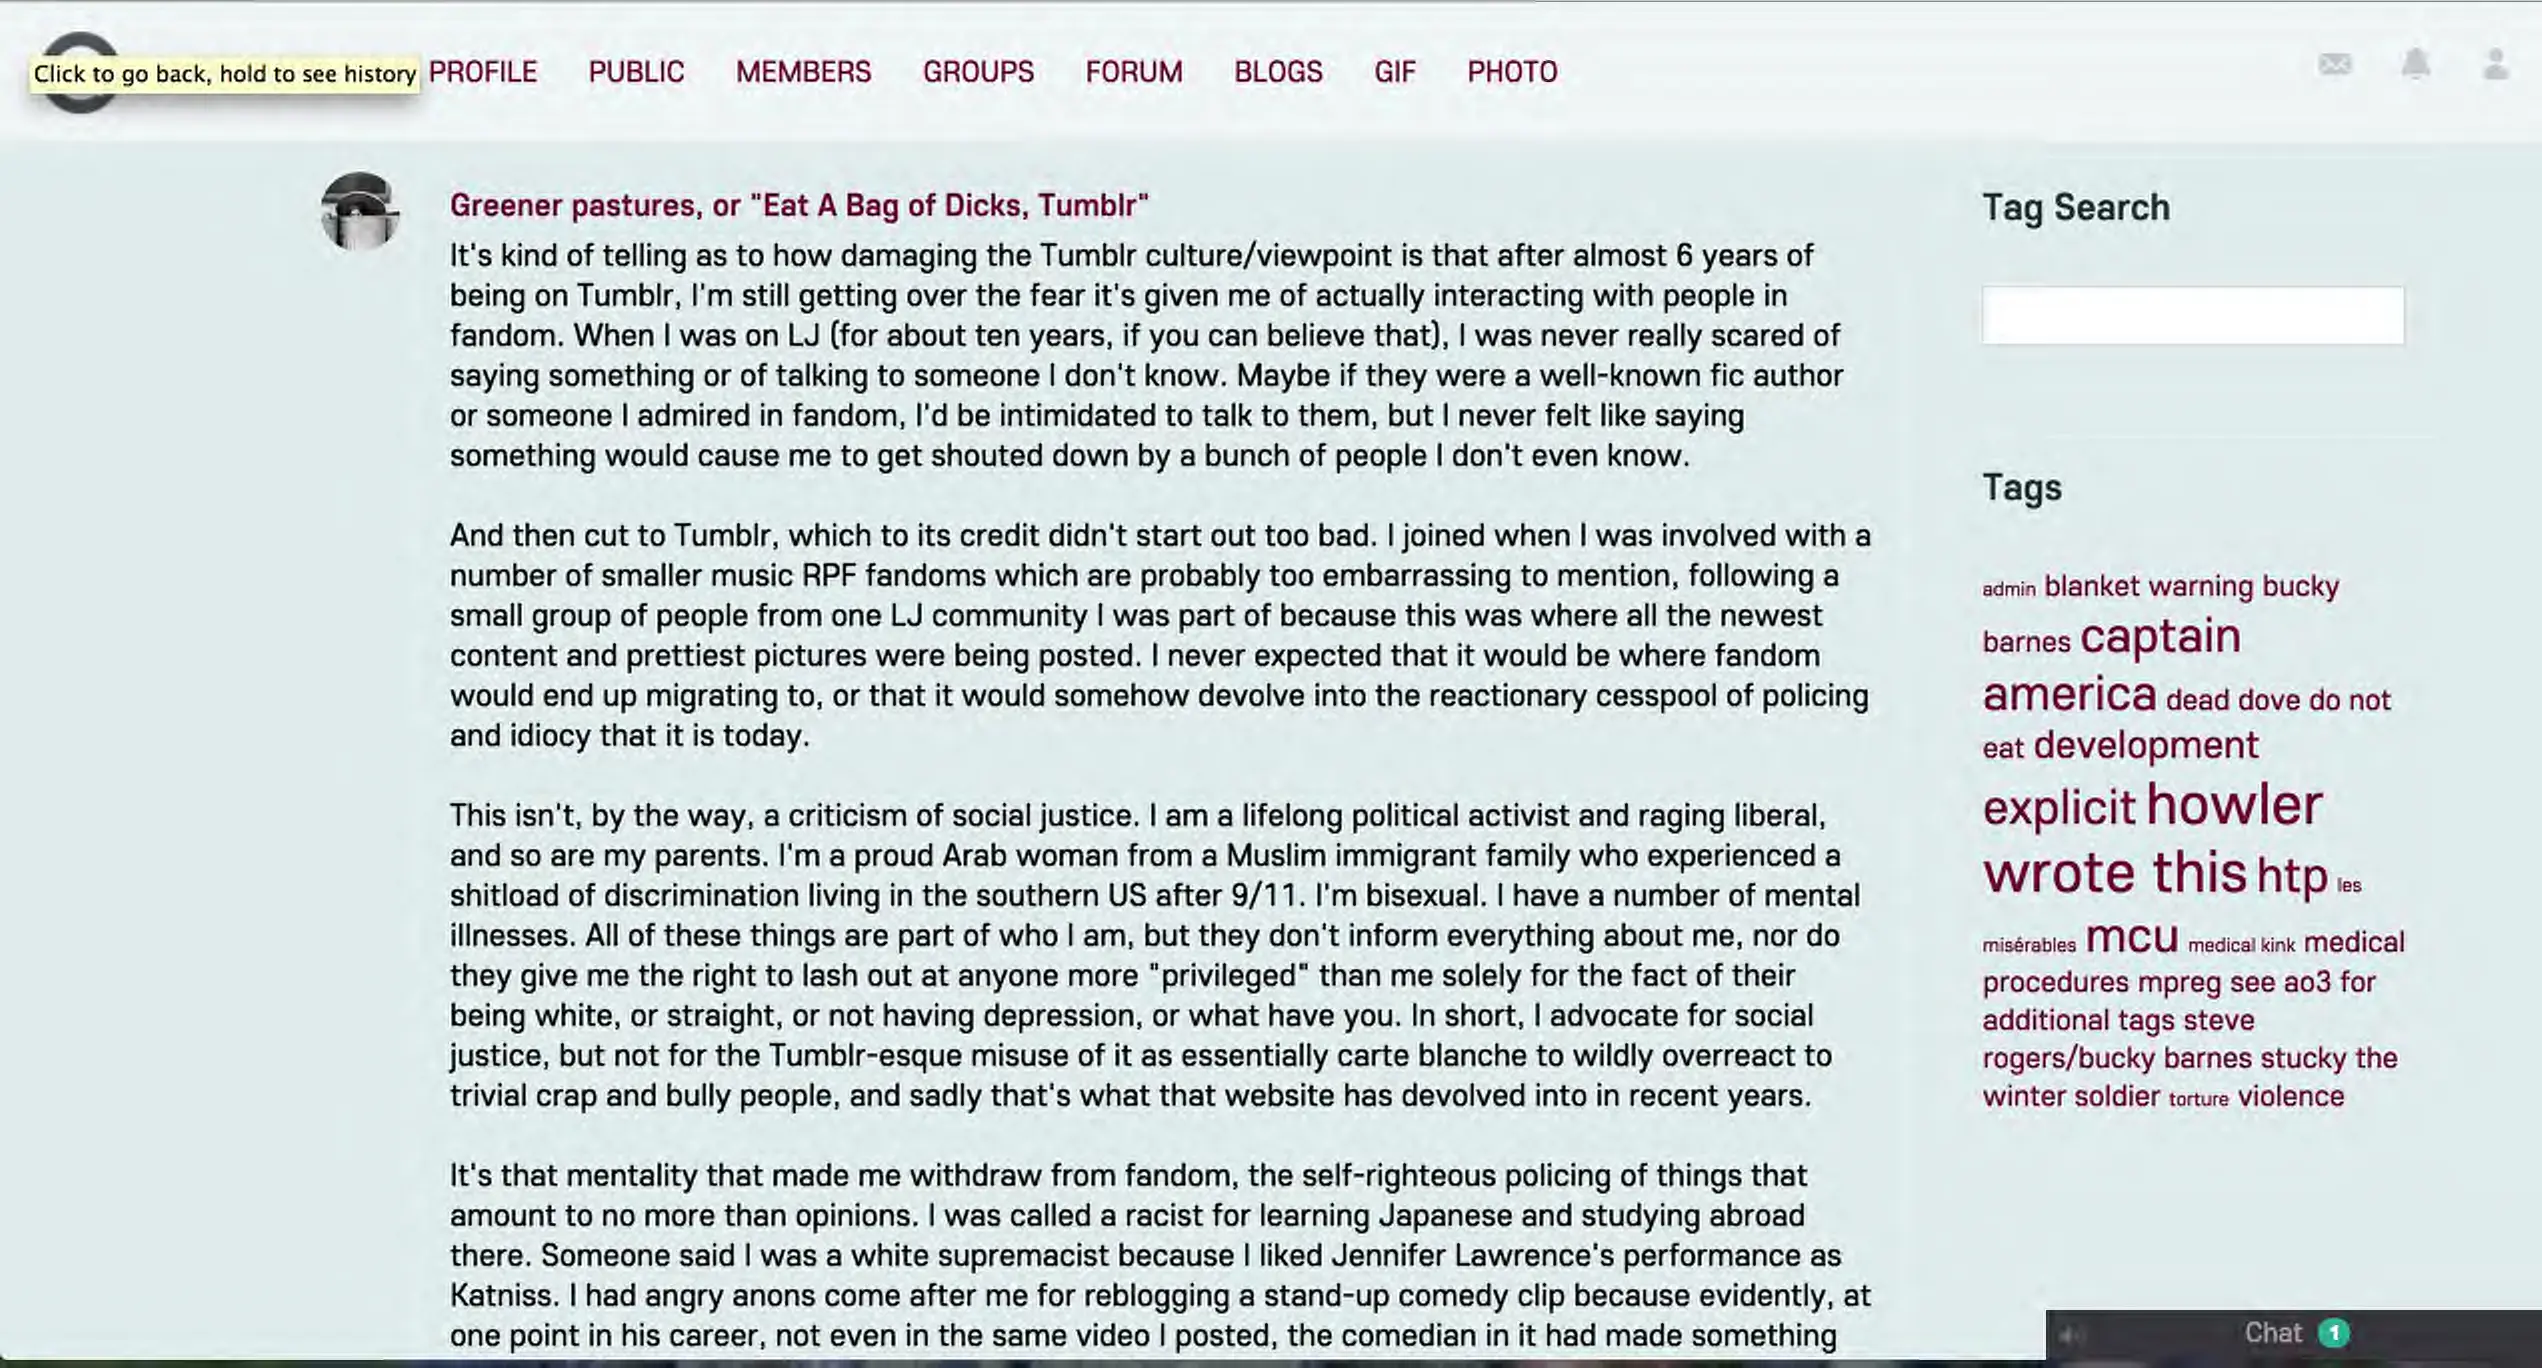 Click to go back, hold to see history
PROFILE PUBLIC MEMBERS GROUPS FORUM BLOGS GIF PHOTO
Greener pastures, or "Eat A Bag of Dicks, Tumblr"
It's kind of telling as to how damaging the Tumblr culture/viewpoint is that after almost 6 years of
being on Tumblr, I'm still getting over the fear it's given me of actually interacting with people in
fandom. When I was on LJ (for about ten years, if you can believe that), I was never really scared of
saying something or of talking to someone I don't know. Maybe if they were a well-known fic author
or someone I admired in fandom, I'd be intimidated to talk to them, but I never felt like saying
something would cause me to get shouted down by a bunch of people I don't even know.
And then cut to Tumblr, which to its credit didn't start out too bad. I joined when I was involved with a
number of smaller music RPF fandoms which are probably too embarrassing to mention, following a
small group of people from one LJ community I was part of because this was where all the newest
content and prettiest pictures were being posted. I never expected that it would be where fandom
would end up migrating to, or that it would somehow devolve into the reactionary cesspool of policing
and idiocy that it is today.
This isn't, by the way, a criticism of social justice. I am a lifelong political activist and raging liberal,
and so are my parents. I'm a proud Arab woman from a Muslim immigrant family who experienced a
shitload of discrimination living in the southern US after 9/11. I'm bisexual. I have a number of mental
illnesses. All of these things are part of who I am, but they don't inform everything about me, nor do
they give me the right to lash out at anyone more "privileged" than me solely for the fact of their
being white, or straight, or not having depression, or what have you. In short, I advocate for social
justice, but not for the Tumblr-esque misuse of it as essentially carte blanche to wildly overreact to
trivial crap and bully people, and sadly that's what that website has devolved into in recent years.
It's that mentality that made me withdraw from fandom, the self-righteous policing of things that
amount to no more than opinions. I was called a racist for learning Japanese and studying abroad
there. Someone said I was a white supremacist because I liked Jennifer Lawrence's performance as
Katniss. I had angry anons come after me for reblogging a stand-up comedy clip because evidently, at
one point in his career, not even in the same video I posted, the comedian in it had made something
Tag Search
Tags
admin blanket warning bucky
barnes captain
america dead dove do not
eat development
explicit howler
wrote this htp les
misérables mcu medical kink medical
procedures mpreg see ao3 for
additional tags steve
rogers/bucky barnes stucky the
winter soldier torture violence
Chat 1